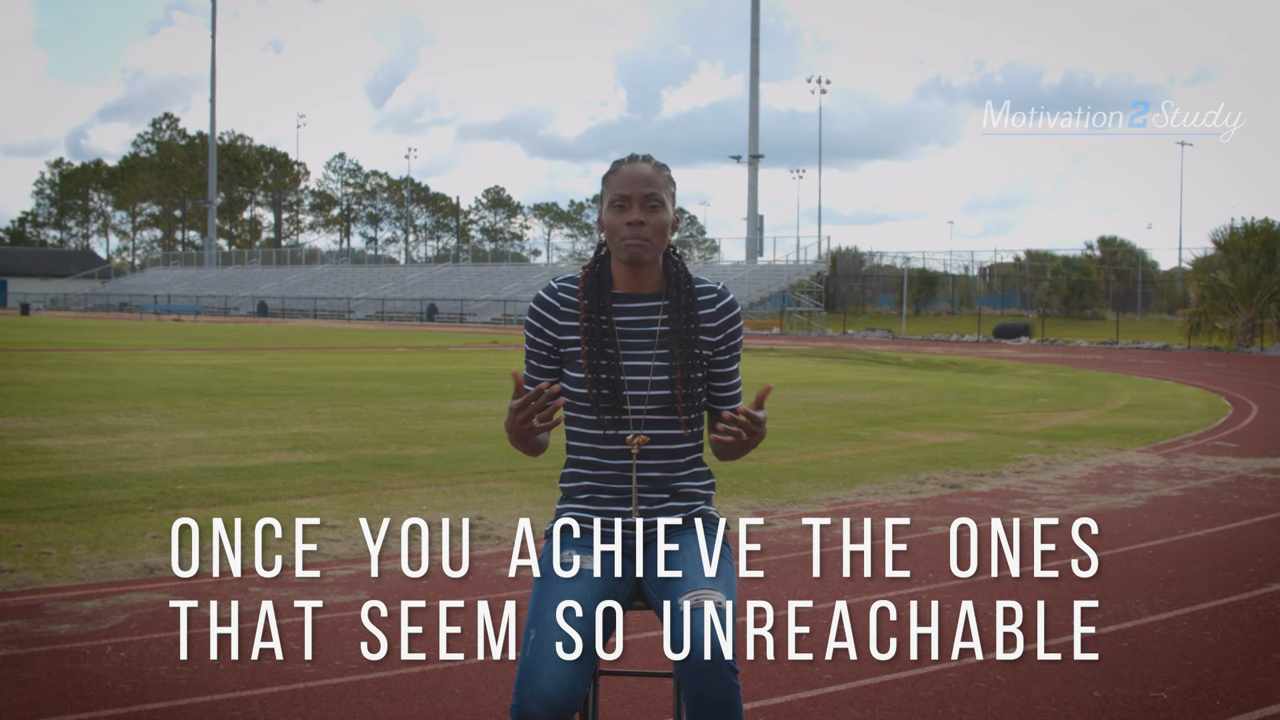 Motivation2Study
ONCE YOU ACHIEVE THE ONES
THAT SEEM SO UNREACHABLE